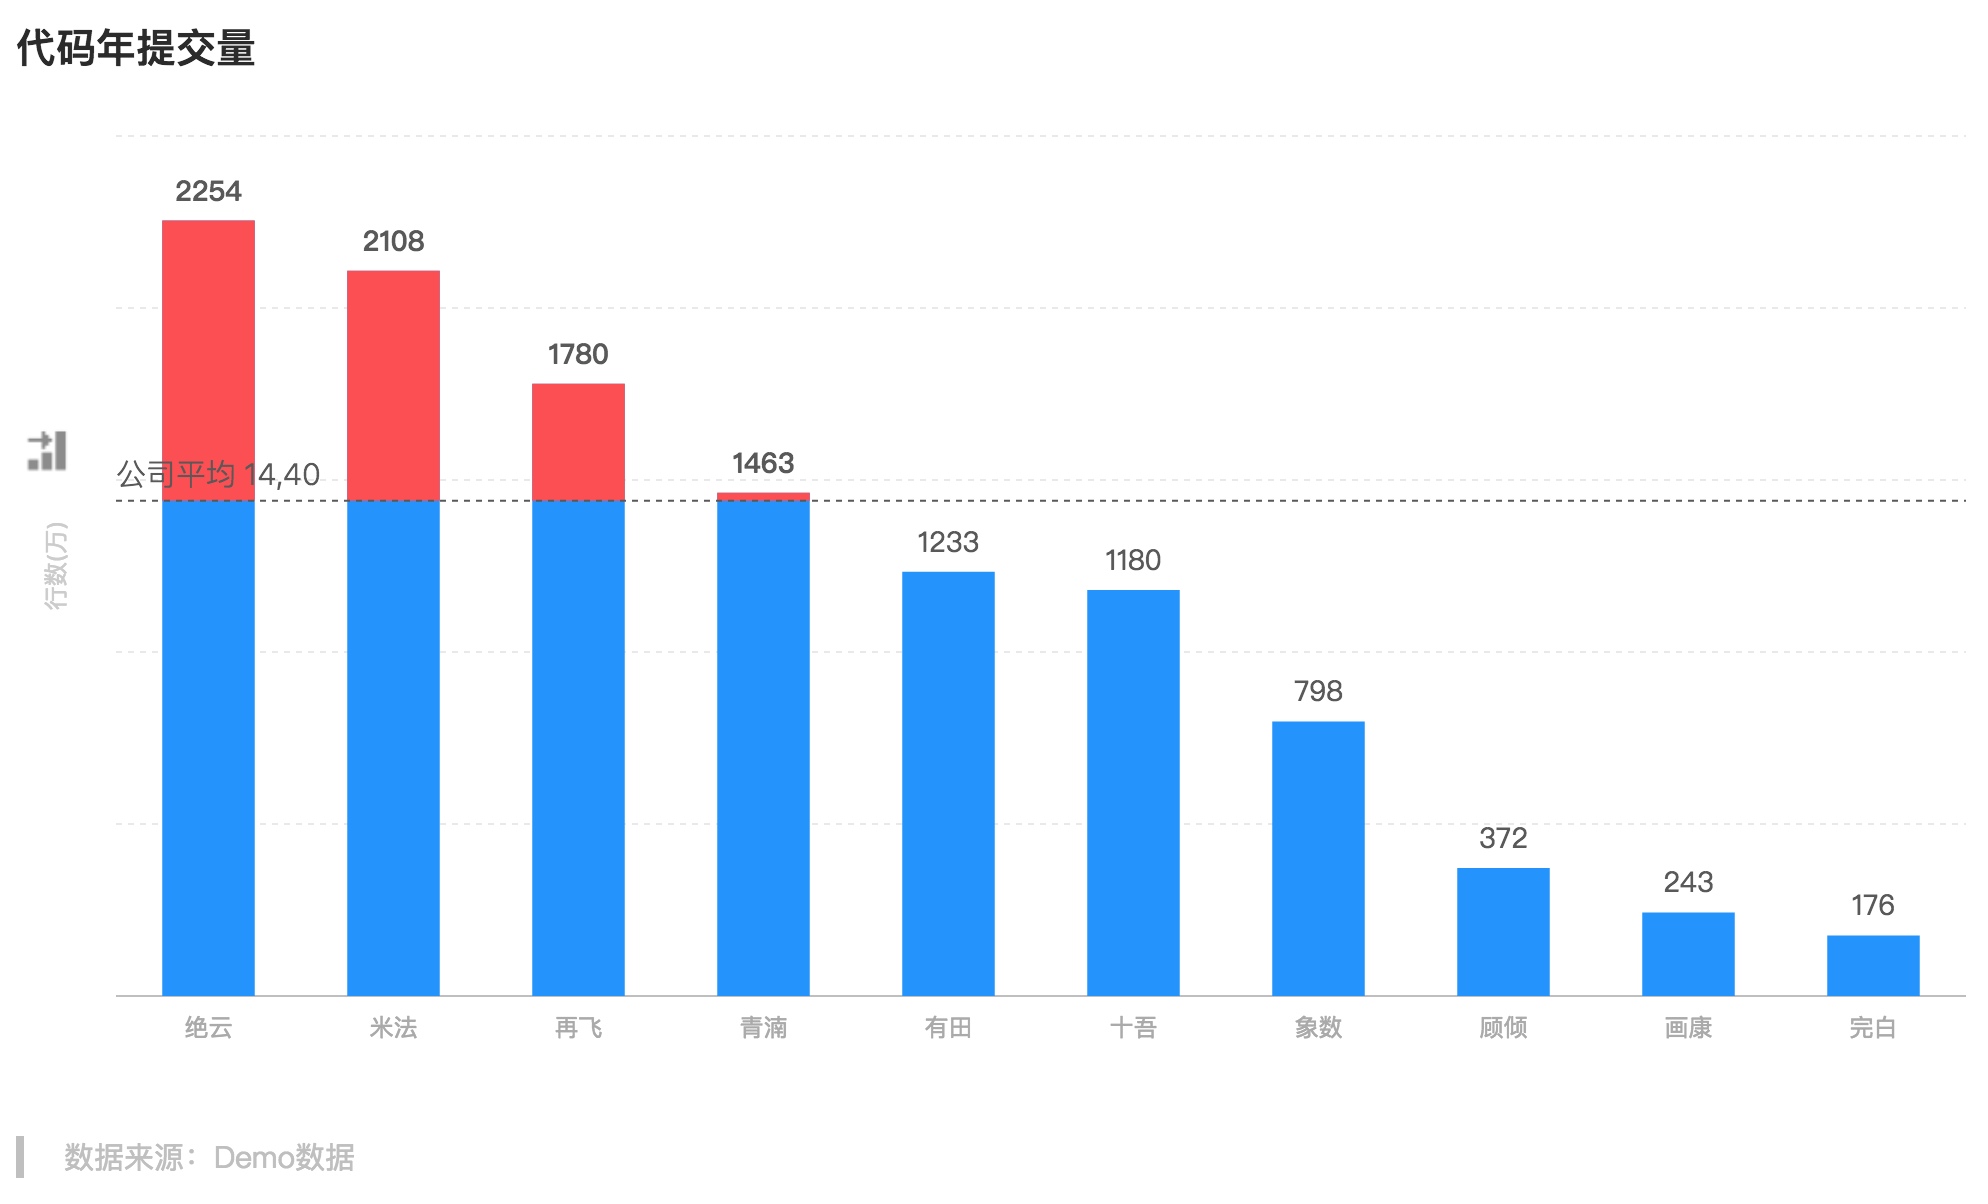 代码年提交量
2254
2108
1780
1463
1233
1180
798
372
243
176
公司平均 14,40
行数(万)
绝云
米法
再飞
青湳
有田
十吾
象数
顾倾
画康
完白
数据来源：Demo数据